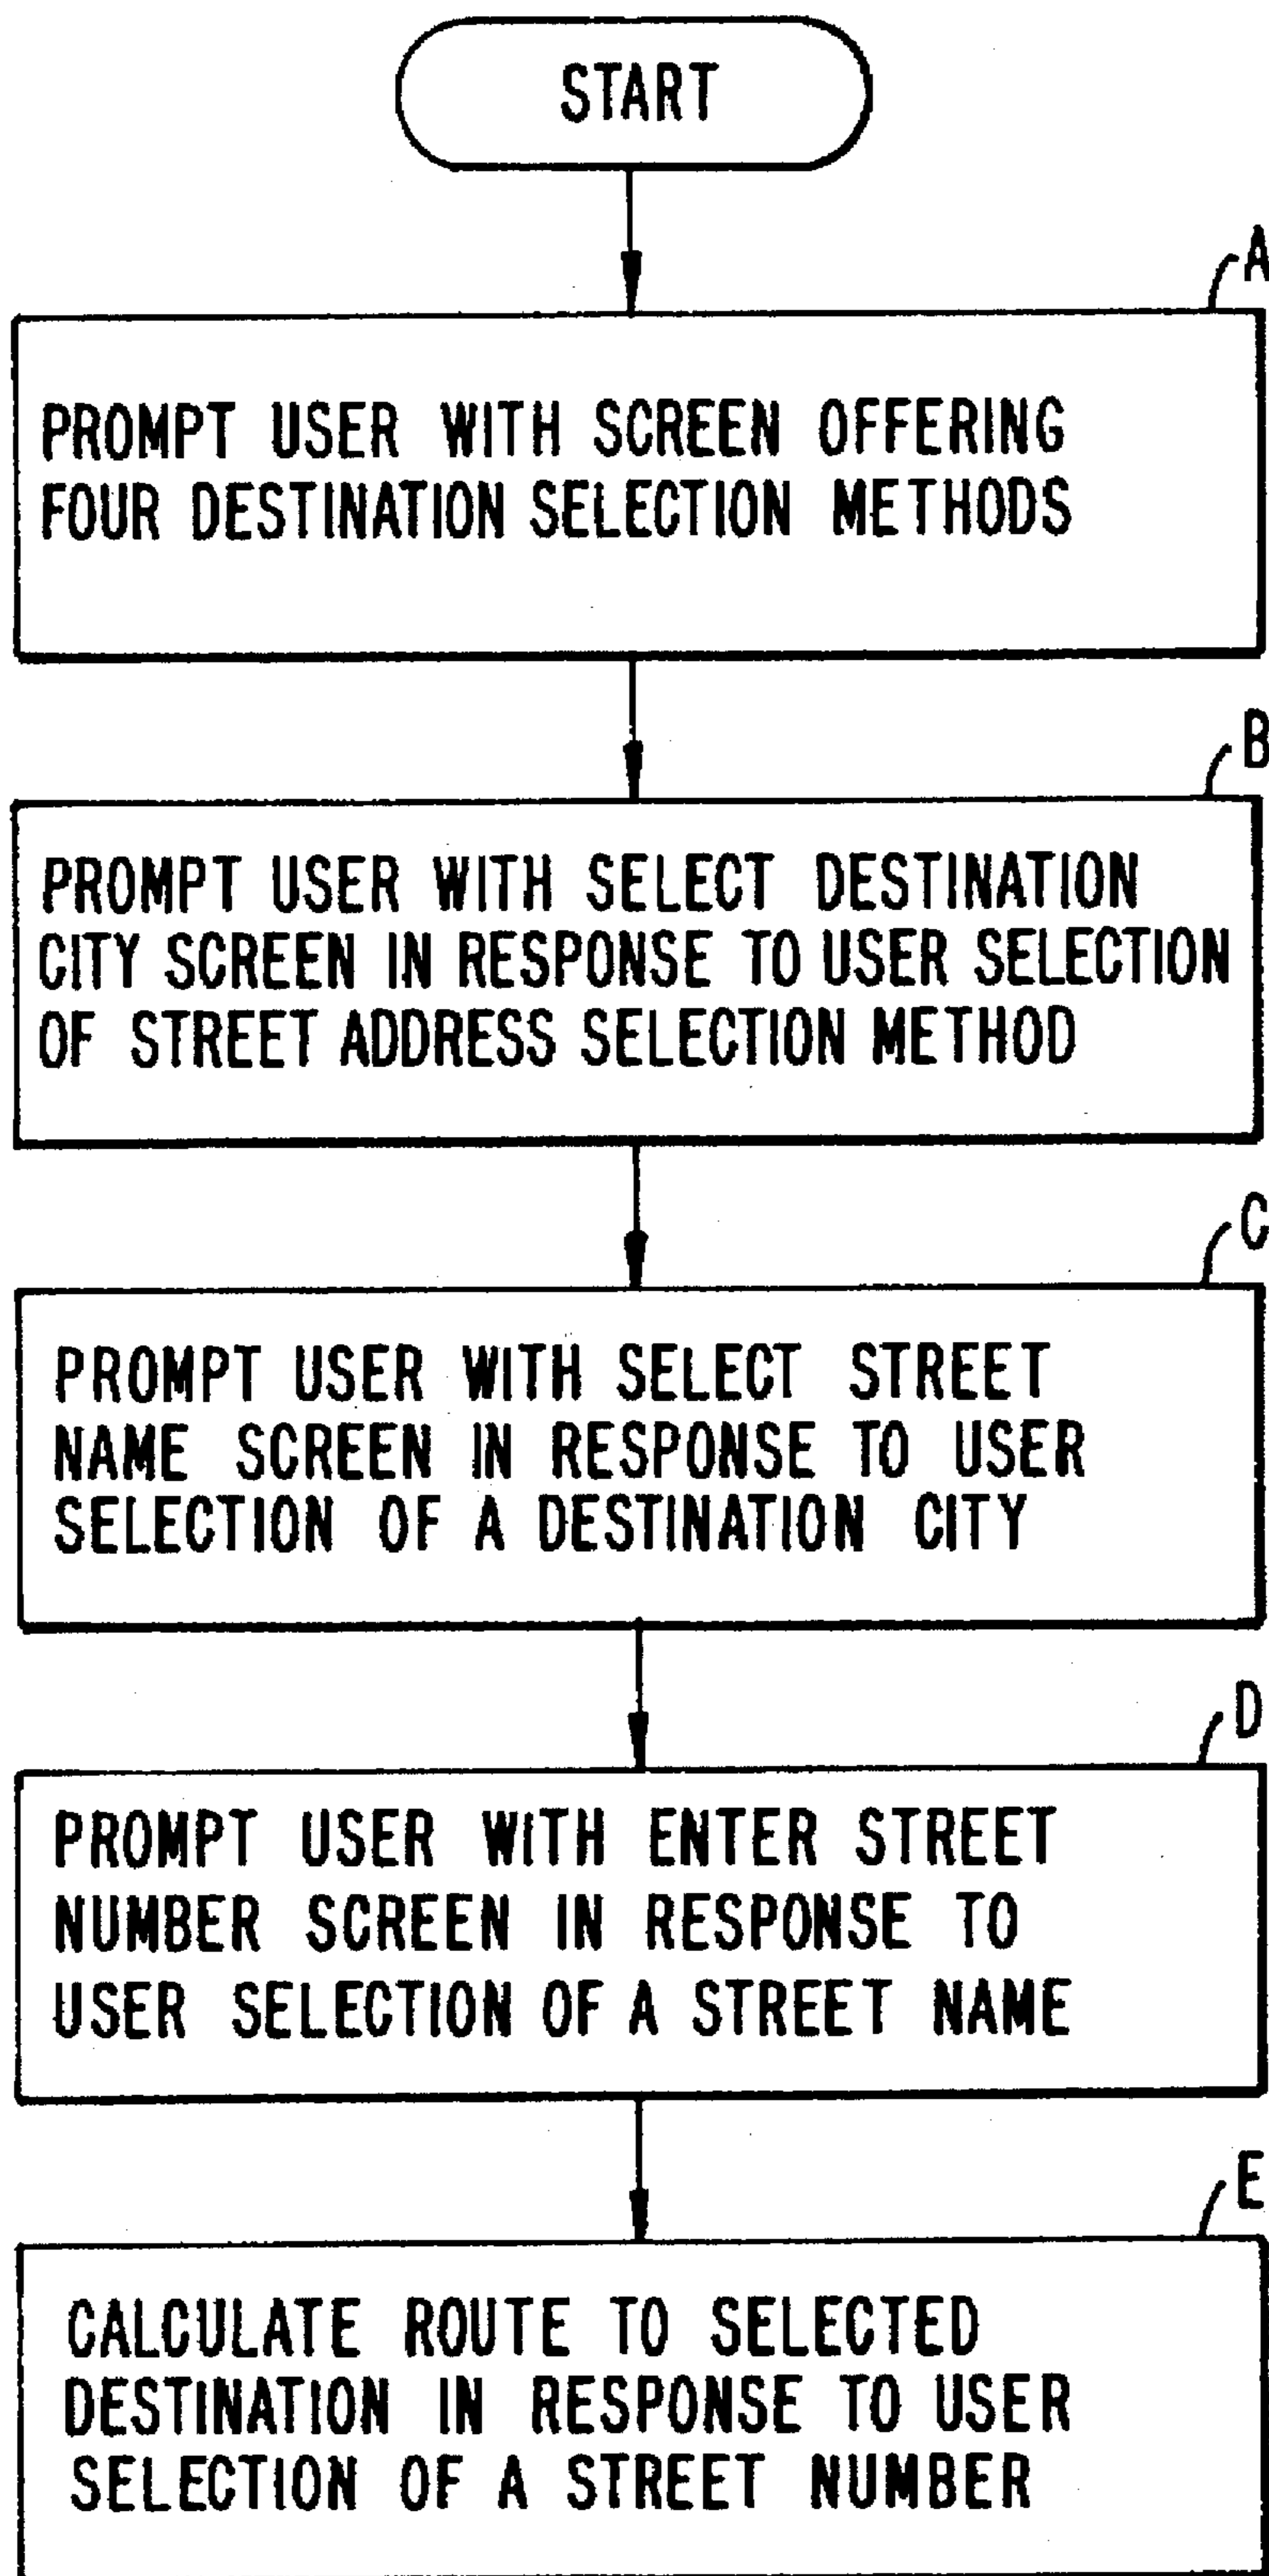 START
A
PROMPT USER WITH SCREEN OFFERING
FOUR DESTINATION SELECTION METHODS
B
PROMPT USER WITH SELECT DESTINATION
CITY SCREEN IN RESPONSE TO USER SELECTION
OF STREET ADDRESS SELECTION METHOD
C
PROMPT USER WITH SELECT STREET
NAME SCREEN IN RESPONSE TO USER
SELECTION OF A DESTINATION CITY
D
PROMPT USER WITH ENTER STREET
NUMBER SCREEN IN RESPONSE TO
USER SELECTION OF A STREET NAME
E
CALCULATE ROUTE TO SELECTED
DESTINATION IN RESPONSE TO USER
SELECTION OF A STREET NUMBER